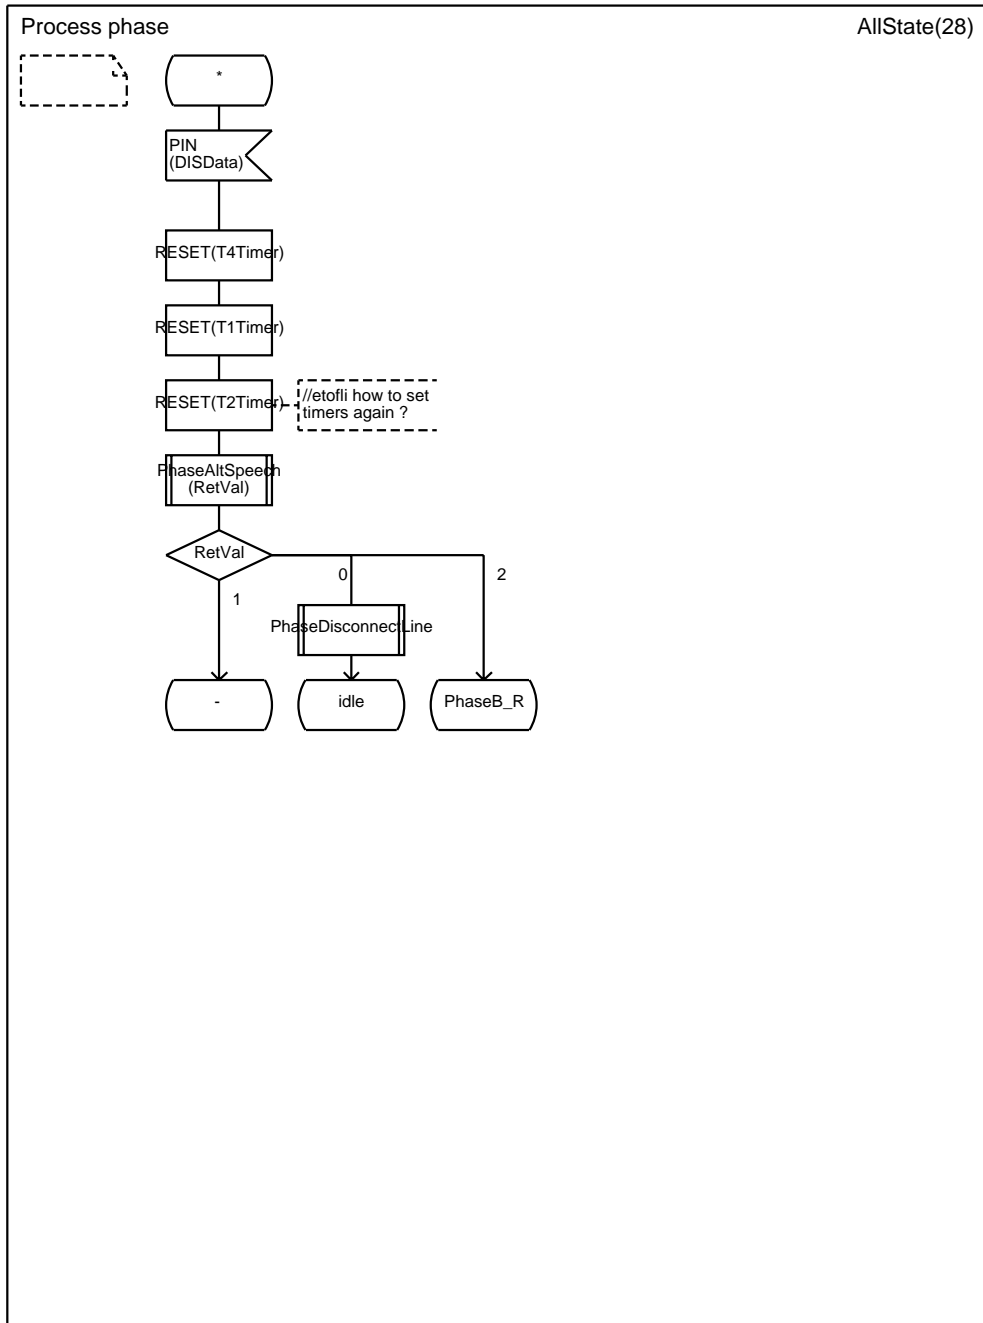 Process phase
AllState(28)
*
PIN
(DISData)
RESET(T4Timer)
RESET(T1Timer)
RESET(T2Timer)
//etofli how to set
timers again ?
PhaseAltSpeech
(RetVal)
RetVal
0
2
1
PhaseDisconnectLine
-
idle
PhaseB_R